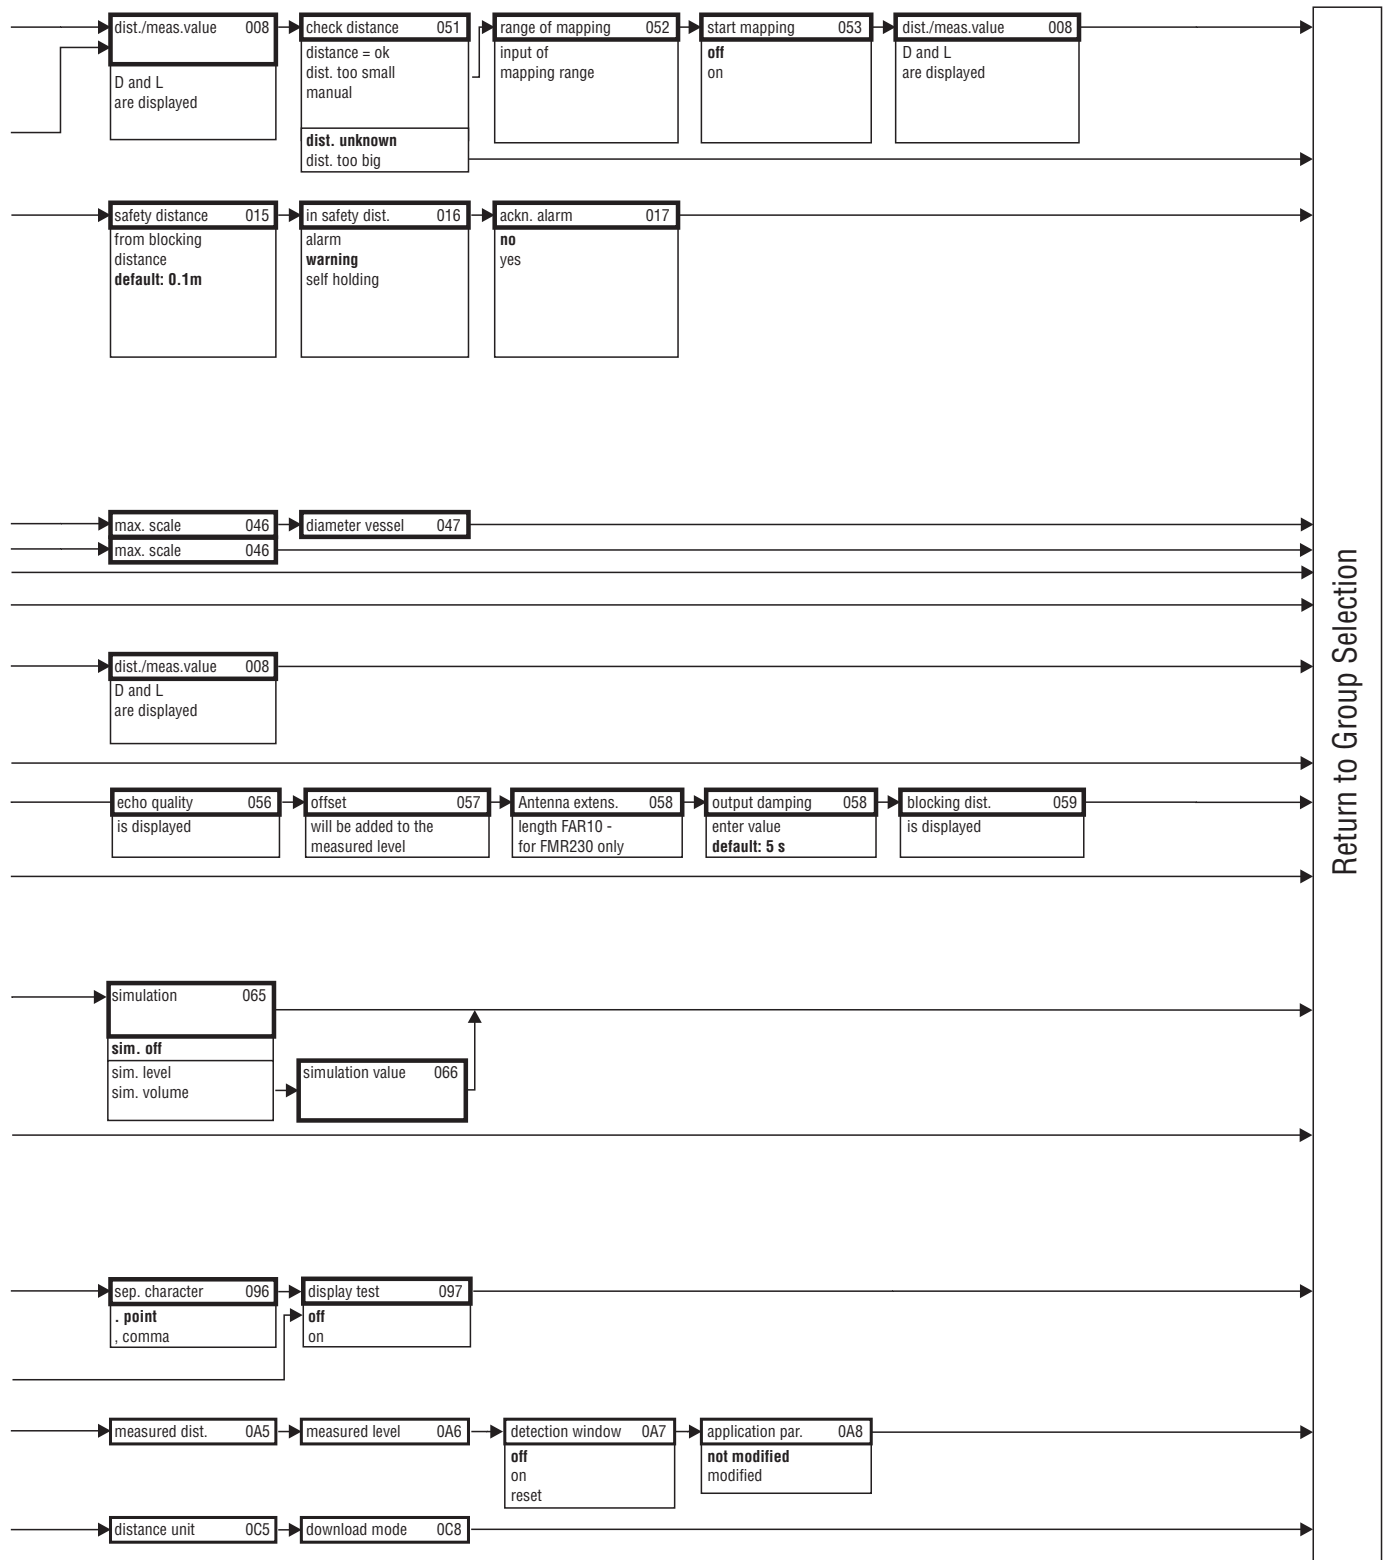 dist./meas.value 008
D and L
are displayed
check distance 051
distance = ok
dist. too small
manual
dist. unknown
dist. too big
range of mapping 052
input of
mapping range
start mapping 053
off
on
dist./meas.value 008
D and L
are displayed
safety distance 015
from blocking
distance
default: 0.1m
in safety dist. 016
alarm
warning
self holding
ackn. alarm 017
no
yes
max. scale 046
diameter vessel 047
max. scale 046
dist./meas.value 008
D and L
are displayed
echo quality 056
is displayed
offset 057
will be added to the
measured level
Antenna extens. 058
length FAR10 -
for FMR230 only
output damping 058
enter value
default: 5 s
blocking dist. 059
is displayed
simulation 065
sim. off
sim. level
sim. volume
simulation value 066
sep. character 096
. point
, comma
display test 097
off
on
measured dist. 0A5
measured level 0A6
detection window 0A7
off
on
reset
application par. 0A8
not modified
modified
distance unit 0C5
download mode 0C8
Return to Group Selection